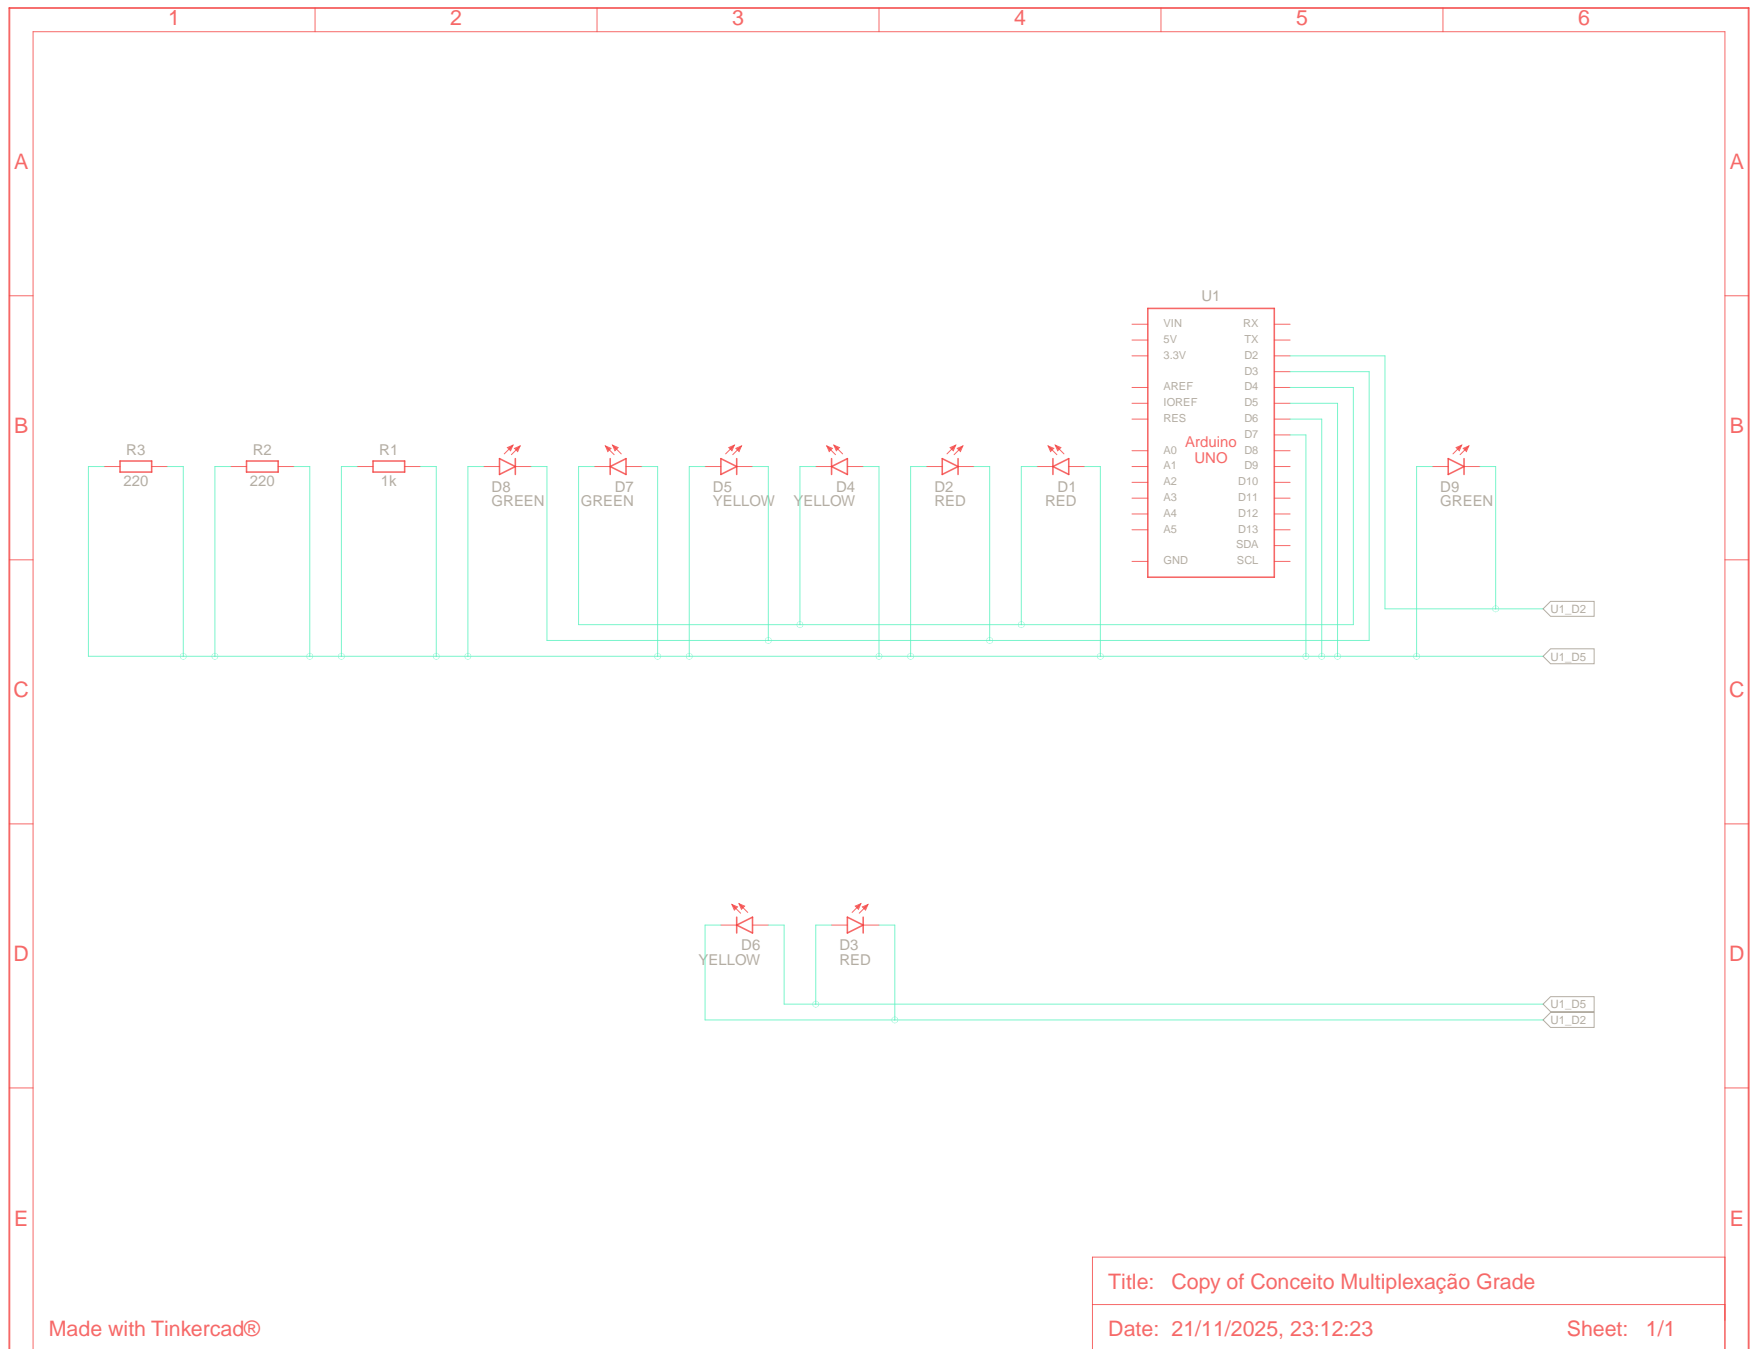 1 2 3 4 5 6
A A
U1
VIN RX
5V TX
3.3V D2
D3
AREF D4
IOREF D5
RES D6
D7
Arduino
UNO
A0 D8
A1 D9
A2 D10
A3 D11
A4 D12
A5 D13
SDA
GND SCL
B B
R3 R2 R1
220 220 1k
D8 D7 D5 D4 D2 D1 D9
GREEN GREEN YELLOW YELLOW RED RED GREEN
U1_D2
U1_D5
C C
D D
D6 D3
YELLOW RED
U1_D5
U1_D2
E E
Title: Copy of Conceito Multiplexação Grade
Made with Tinkercad® Date: 21/11/2025, 23:12:23 Sheet: 1/1